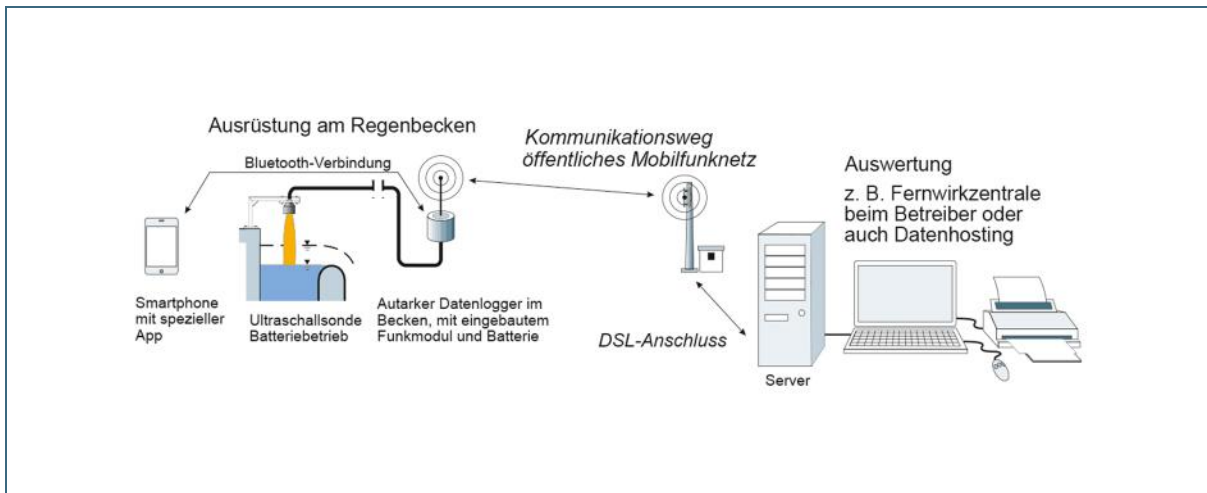 Ausrüstung am Regenbecken
Bluetooth-Verbindung
Smartphone
mit spezieller
App
Ultraschallsonde
Batteriebetrieb
Autarker Datenlogger im
Becken, mit eingebautem
Funkmodul und Batterie
Kommunikationsweg
öffentliches Mobilfunknetz
DSL-Anschluss
Auswertung
z. B. Fernwirkzentrale
beim Betreiber oder
auch Datenhosting
Server